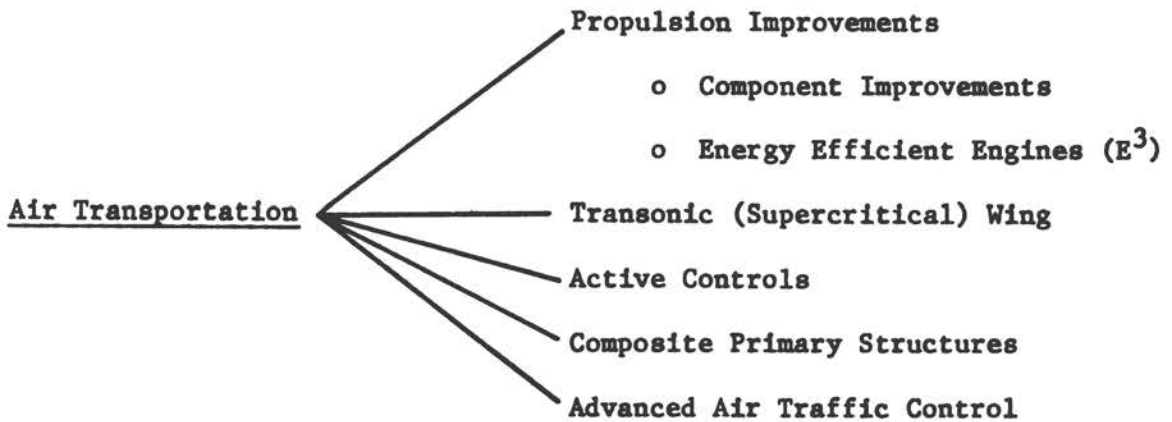 Propulsion Improvements
o Component Improvements
o Energy Efficient Engines (E³)
Air Transportation
Transonic (Supercritical) Wing
Active Controls
Composite Primary Structures
Advanced Air Traffic Control